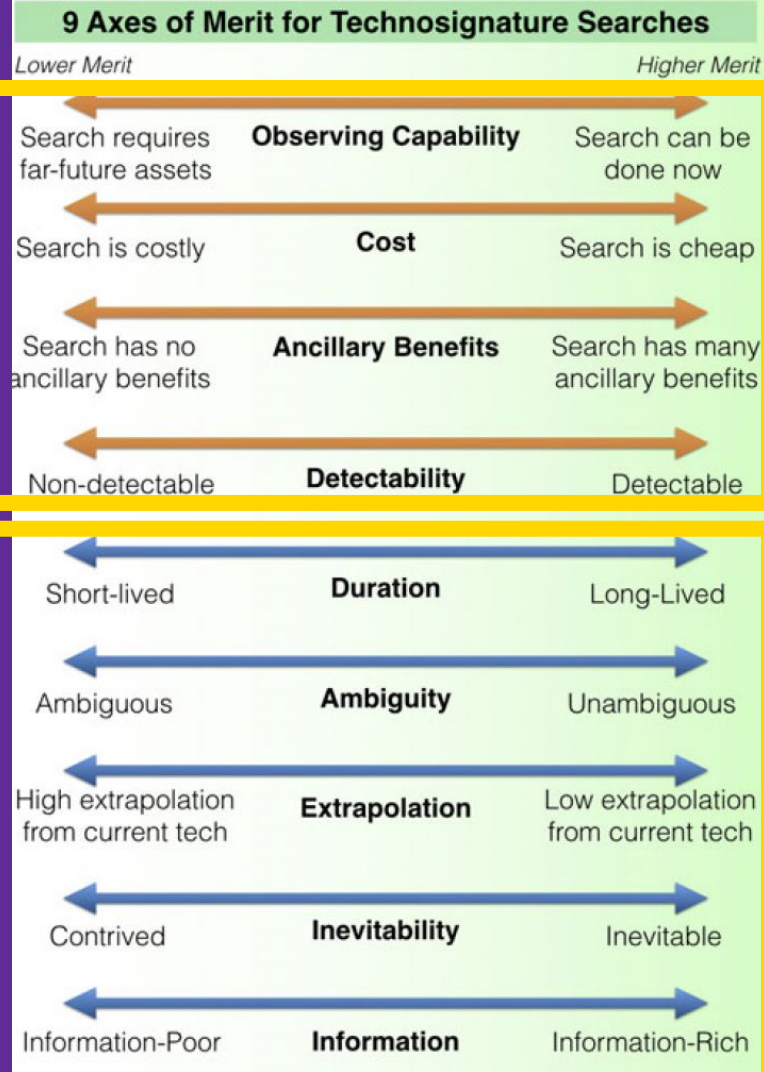 9 Axes of Merit for Technosignature Searches
Lower Merit Higher Merit
Search requires Observing Capability Search can be
far-future assets done now
Search is costly Cost Search is cheap
Search has no Ancillary Benefits Search has many
ancillary benefits ancillary benefits
Non-detectable Detectability Detectable
Short-lived Duration Long-Lived
Ambiguous Ambiguity Unambiguous
High extrapolation Extrapolation Low extrapolation
from current tech from current tech
Contrived Inevitability Inevitable
Information-Poor Information Information-Rich